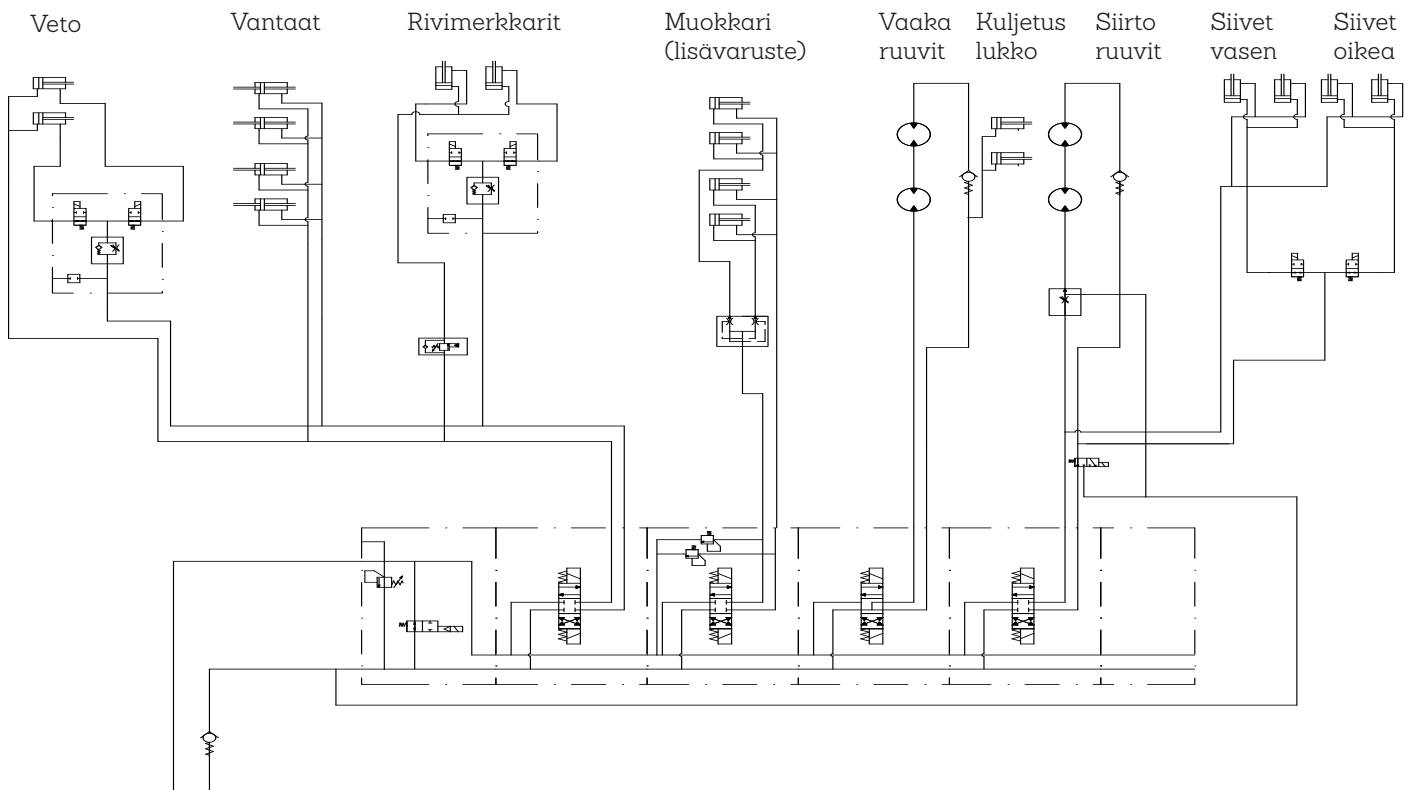 Veto
Vantaat
Rivimerkkarit
Muokkari
(lisävaruste)
Vaaka
ruuvit
Kuljetus
lukko
Siirto
ruuvit
Siivet
vasen
Siivet
oikea